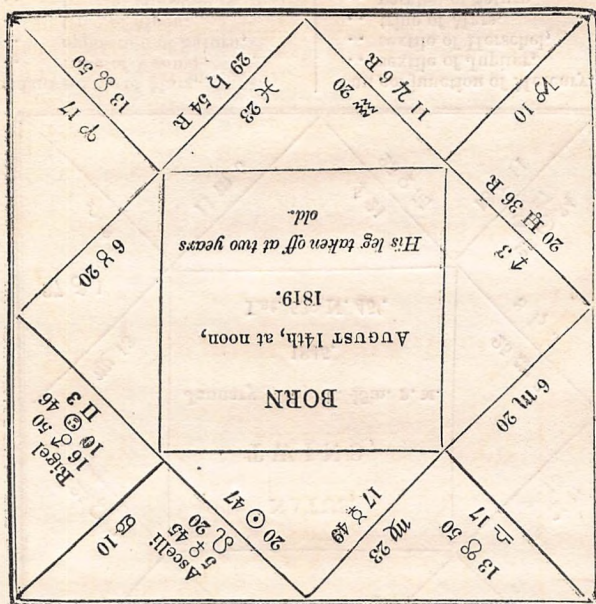 BORN
AUGUST 14th, at noon,
1819.
His leg taken off at two years
old.
20 ☉ 47
♌ 20
5 ♀ 45
Ascelli
♋ 10
♊ 3
10 ⊕ 46
16 ♂ 50
Rigel
6 ♉ 20
♈ 17
13 ☊ 50
29 ♄ 54 R
♓ 23
♒ 20
11 ♃ 6 R
♑ 10
20 ♅ 36 R
♐ 3
6 ♏ 20
♎ 17
13 ☋ 50
♍ 23
17 ☿ 49